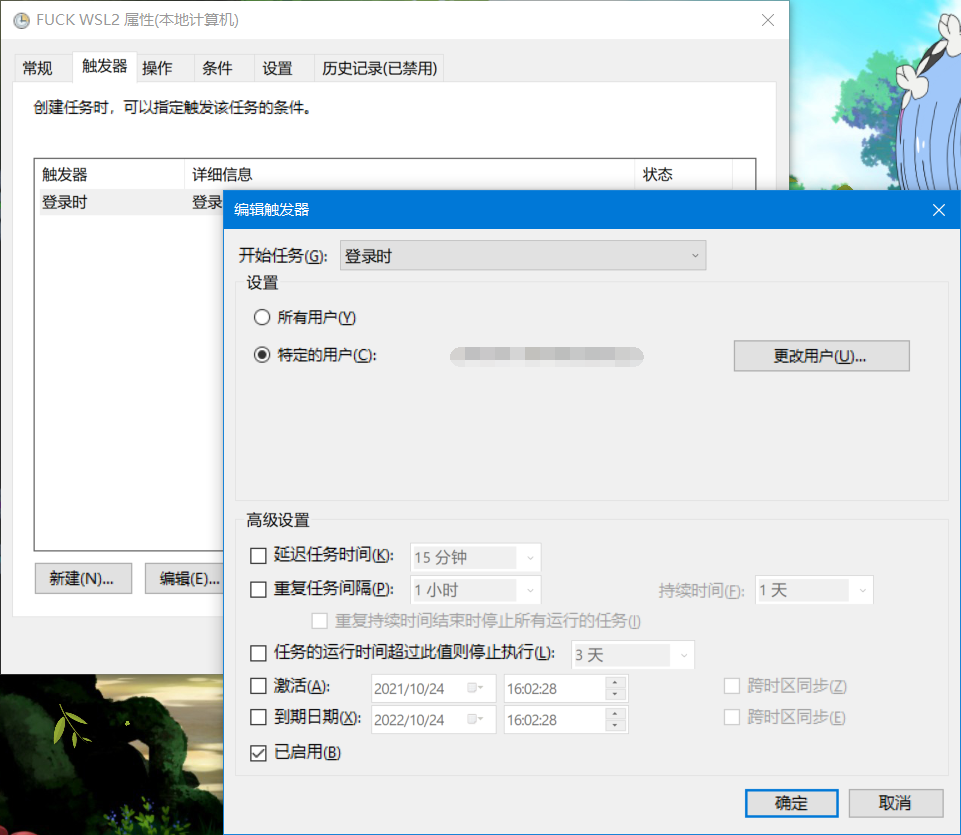 FUCK WSL2 属性(本地计算机)
常规 触发器 操作 条件 设置 历史记录(已禁用)
创建任务时，可以指定触发该任务的条件。
触发器 详细信息 状态
登录时 登录
编辑触发器
开始任务(G): 登录时
设置
所有用户(Y)
特定的用户(C): 更改用户(U)...
高级设置
延迟任务时间(K): 15 分钟
新建(N)... 编辑(E)...
重复任务间隔(P): 1 小时 持续时间(F): 1 天
重复持续时间结束时停止所有运行的任务(I)
任务的运行时间超过此值则停止执行(L): 3 天
激活(A): 2021/10/24 16:02:28 跨时区同步(Z)
到期日期(X): 2022/10/24 16:02:28 跨时区同步(E)
已启用(B)
确定 取消